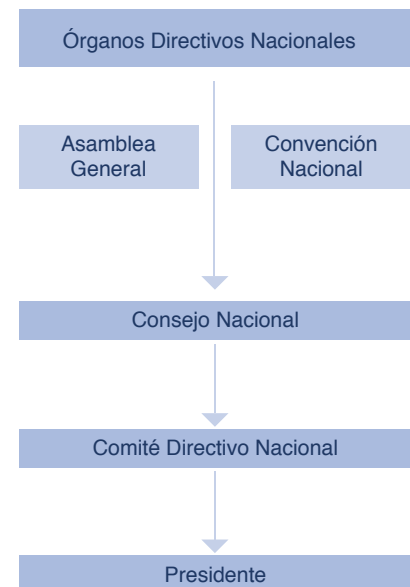 Órganos Directivos Nacionales
Asamblea
General
Convención
Nacional
Consejo Nacional
Comité Directivo Nacional
Presidente